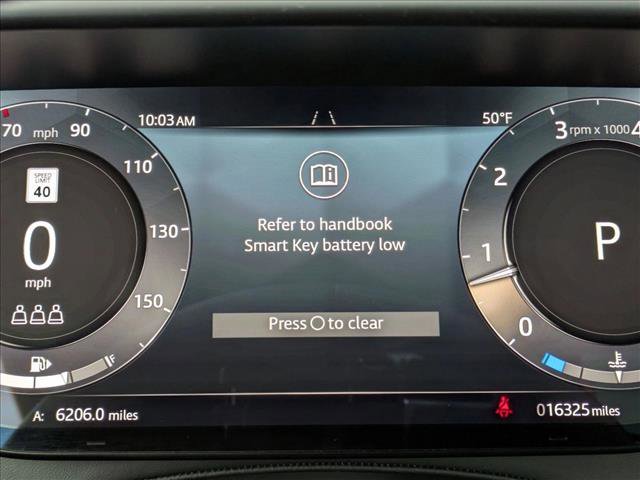 10:03 AM
50°F
70 mph 90
110
130
150
SPEED
LIMIT
40
0
mph
F
Refer to handbook
Smart Key battery low
Press O to clear
3 rpm x 1000 4
2
1
0
P
A: 6206.0 miles
016325 miles